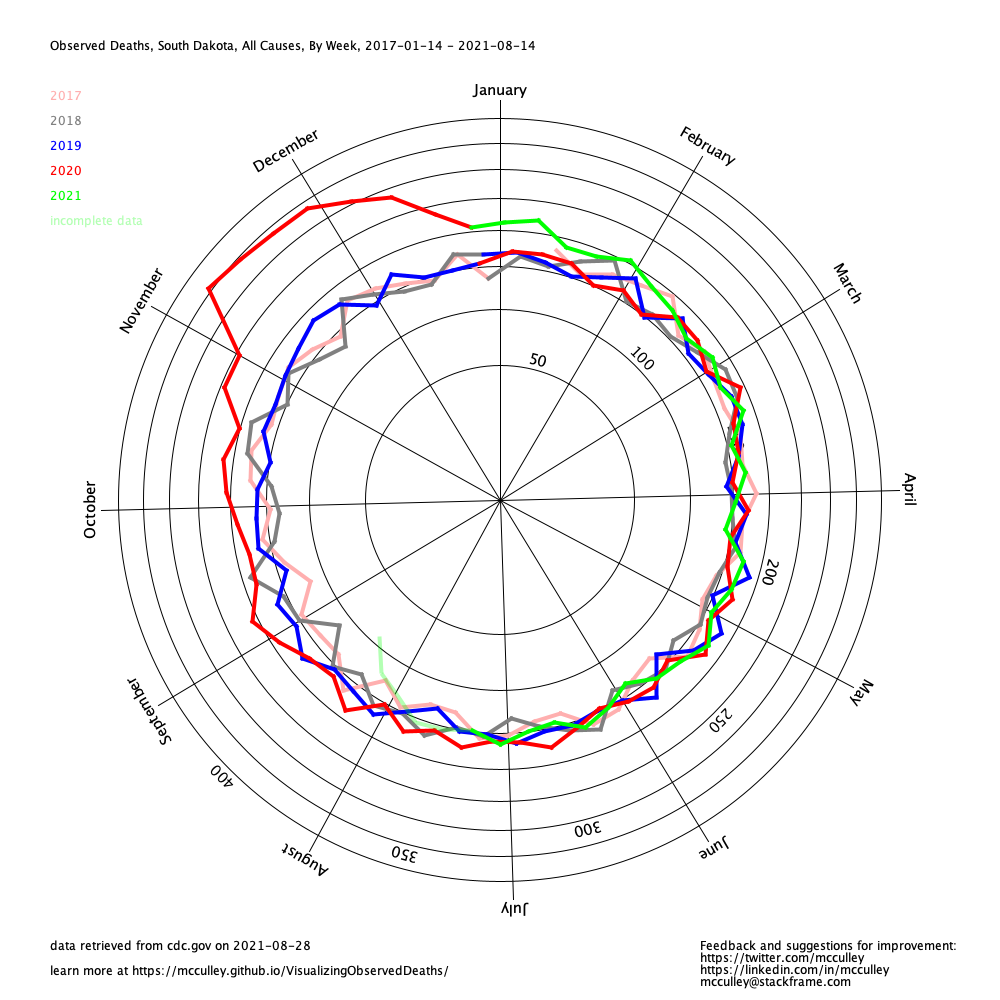 Observed Deaths, South Dakota, All Causes, By Week, 2017-01-14 - 2021-08-14
January
2017
2018
2019
2020
2021
incomplete data
December
February
November
March
50
100
October
April
200
September
May
250
400
300
350
August
June
July
data retrieved from cdc.gov on 2021-08-28
learn more at https://mcculley.github.io/VisualizingObservedDeaths/
Feedback and suggestions for improvement:
https://twitter.com/mcculley
https://linkedin.com/in/mcculley
mcculley@stackframe.com